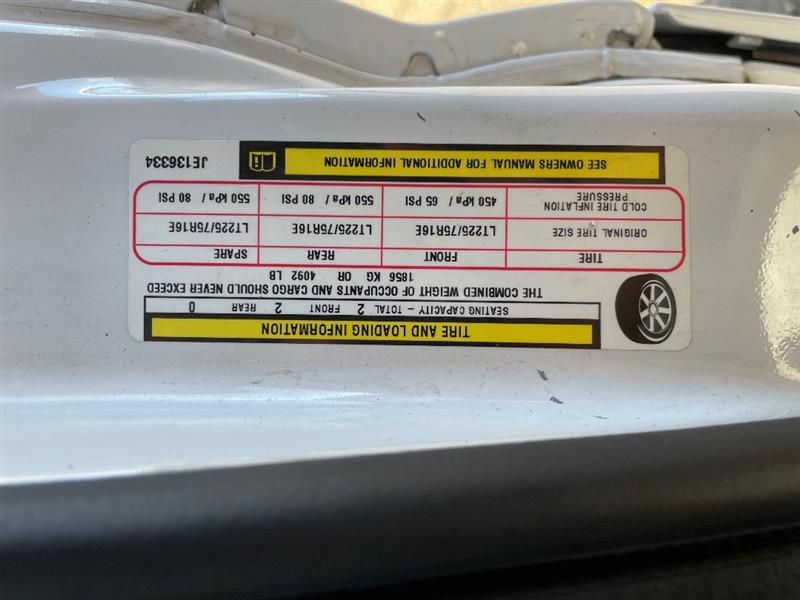 TIRE AND LOADING INFORMATION
SEATING CAPACITY – TOTAL 2 FRONT 2 REAR 0
THE COMBINED WEIGHT OF OCCUPANTS AND CARGO SHOULD NEVER EXCEED
1856 KG OR 4092 LB
TIRE FRONT REAR SPARE
ORIGINAL TIRE SIZE LT225/75R16E LT225/75R16E LT225/75R16E
COLD TIRE INFLATION PRESSURE 450 kPa / 65 PSI 550 kPa / 80 PSI 550 kPa / 80 PSI
SEE OWNERS MANUAL FOR ADDITIONAL INFORMATION
JE136334